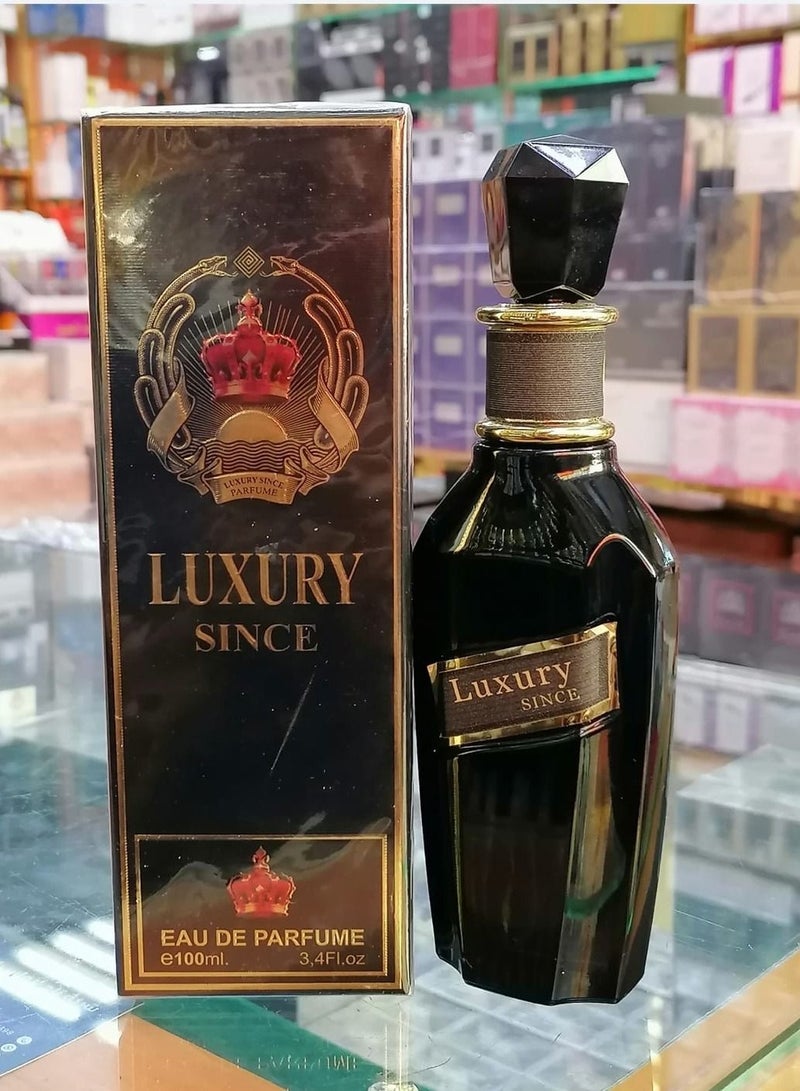 LUXURY SINCE
PARFUME
LUXURY
SINCE
EAU DE PARFUME
e100ml. 3,4Fl.oz
Luxury
SINCE